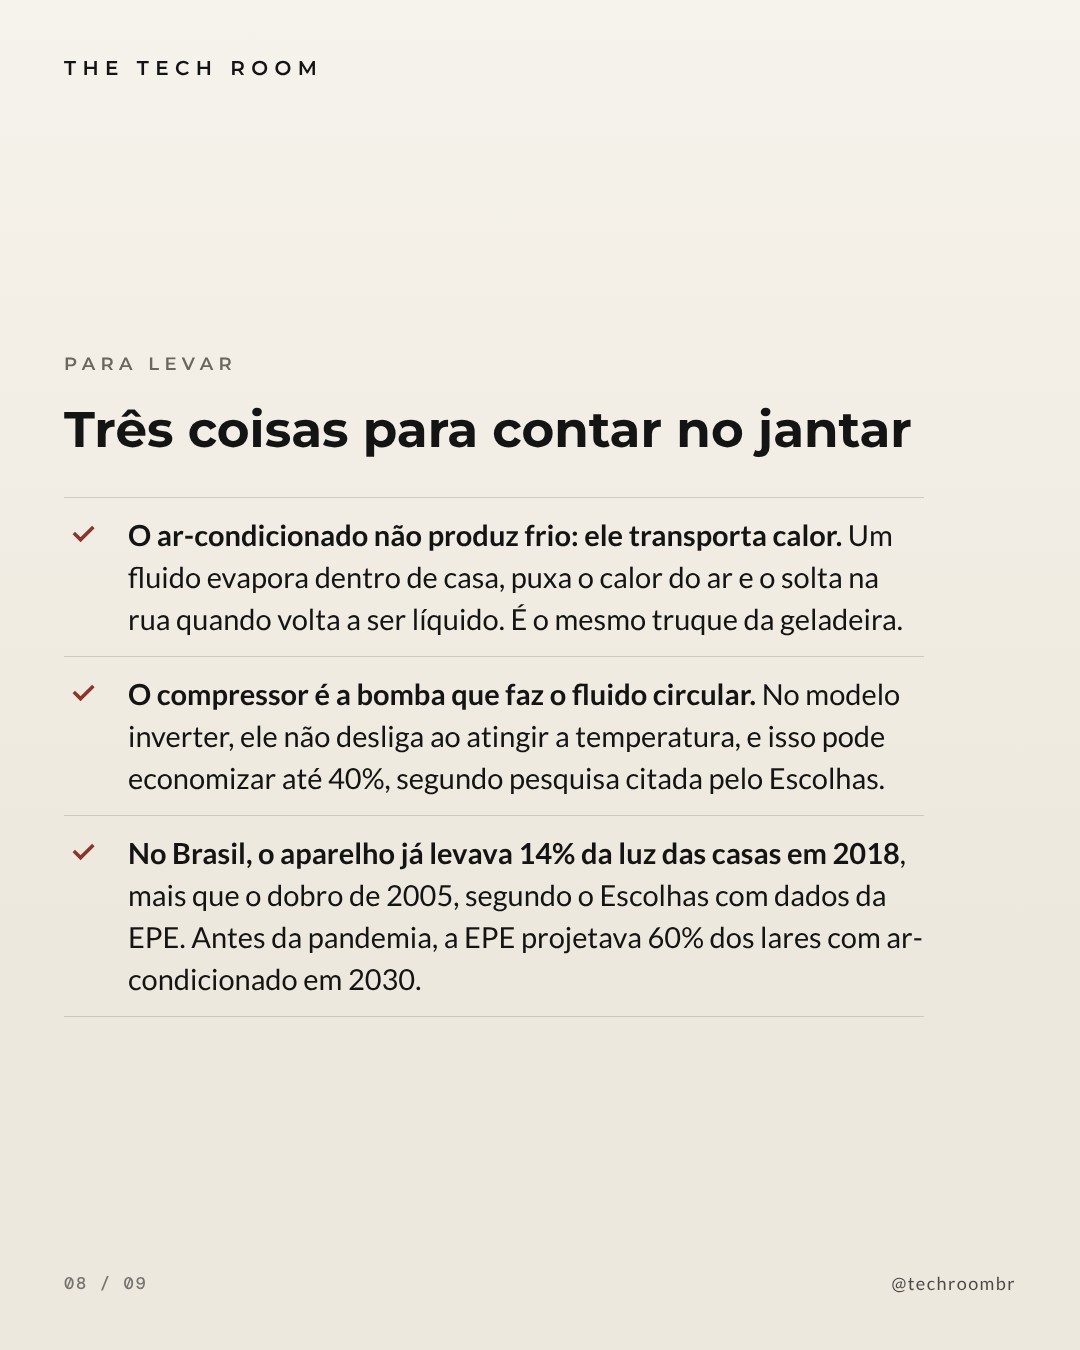 THE TECH ROOM
PARA LEVAR
Três coisas para contar no jantar
O ar-condicionado não produz frio: ele transporta calor. Um
fluido evapora dentro de casa, puxa o calor do ar e o solta na
rua quando volta a ser líquido. É o mesmo truque da geladeira.
O compressor é a bomba que faz o fluido circular. No modelo
inverter, ele não desliga ao atingir a temperatura, e isso pode
economizar até 40%, segundo pesquisa citada pelo Escolhas.
No Brasil, o aparelho já levava 14% da luz das casas em 2018,
mais que o dobro de 2005, segundo o Escolhas com dados da
EPE. Antes da pandemia, a EPE projetava 60% dos lares com ar-
condicionado em 2030.
08 / 09
@techroombr